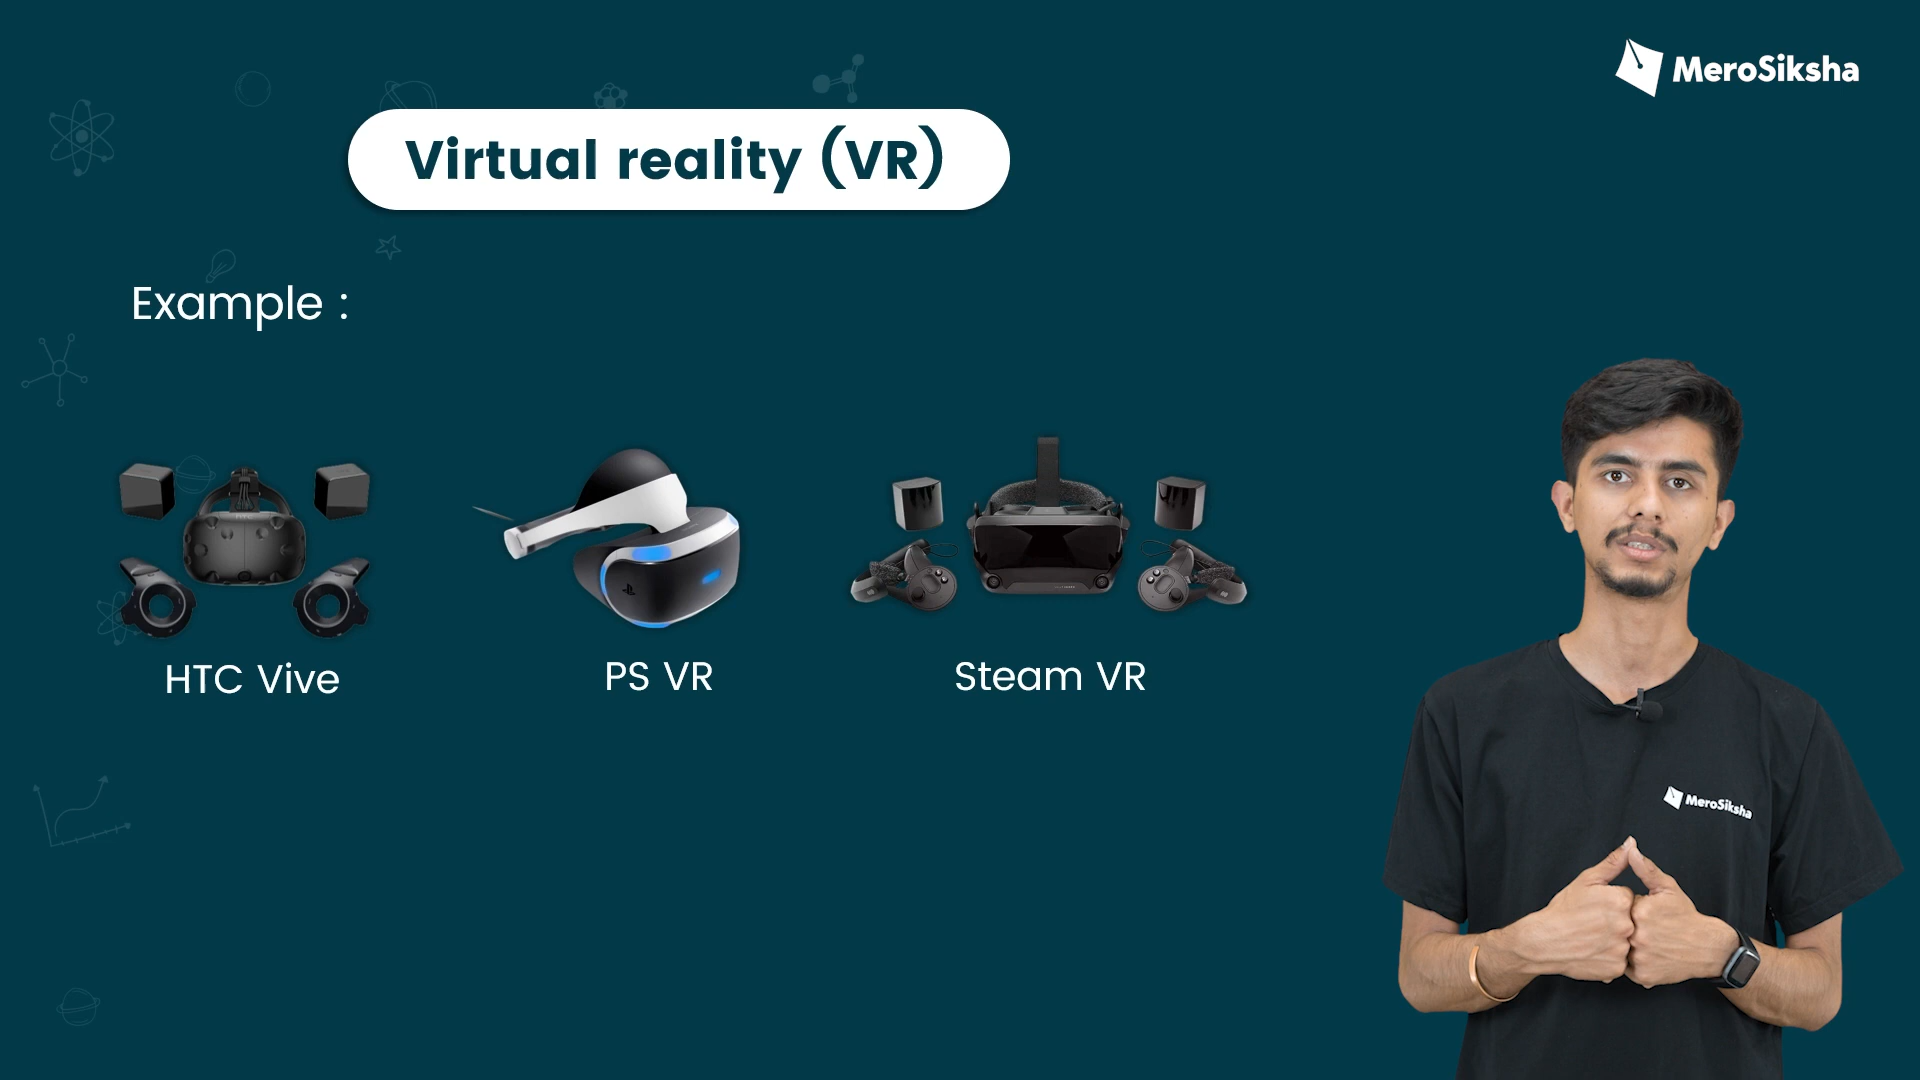 MeroSiksha
Virtual reality (VR)
Example :
HTC Vive
PS VR
Steam VR
MeroSiksha